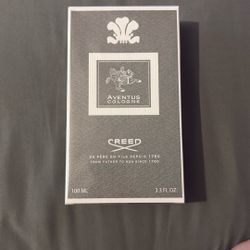 AVENTUS
COLOGNE
CREED
DE PÈRE EN FILS DEPUIS 1760
FROM FATHER TO SON SINCE 1760
100 ML
3.3 FL.OZ